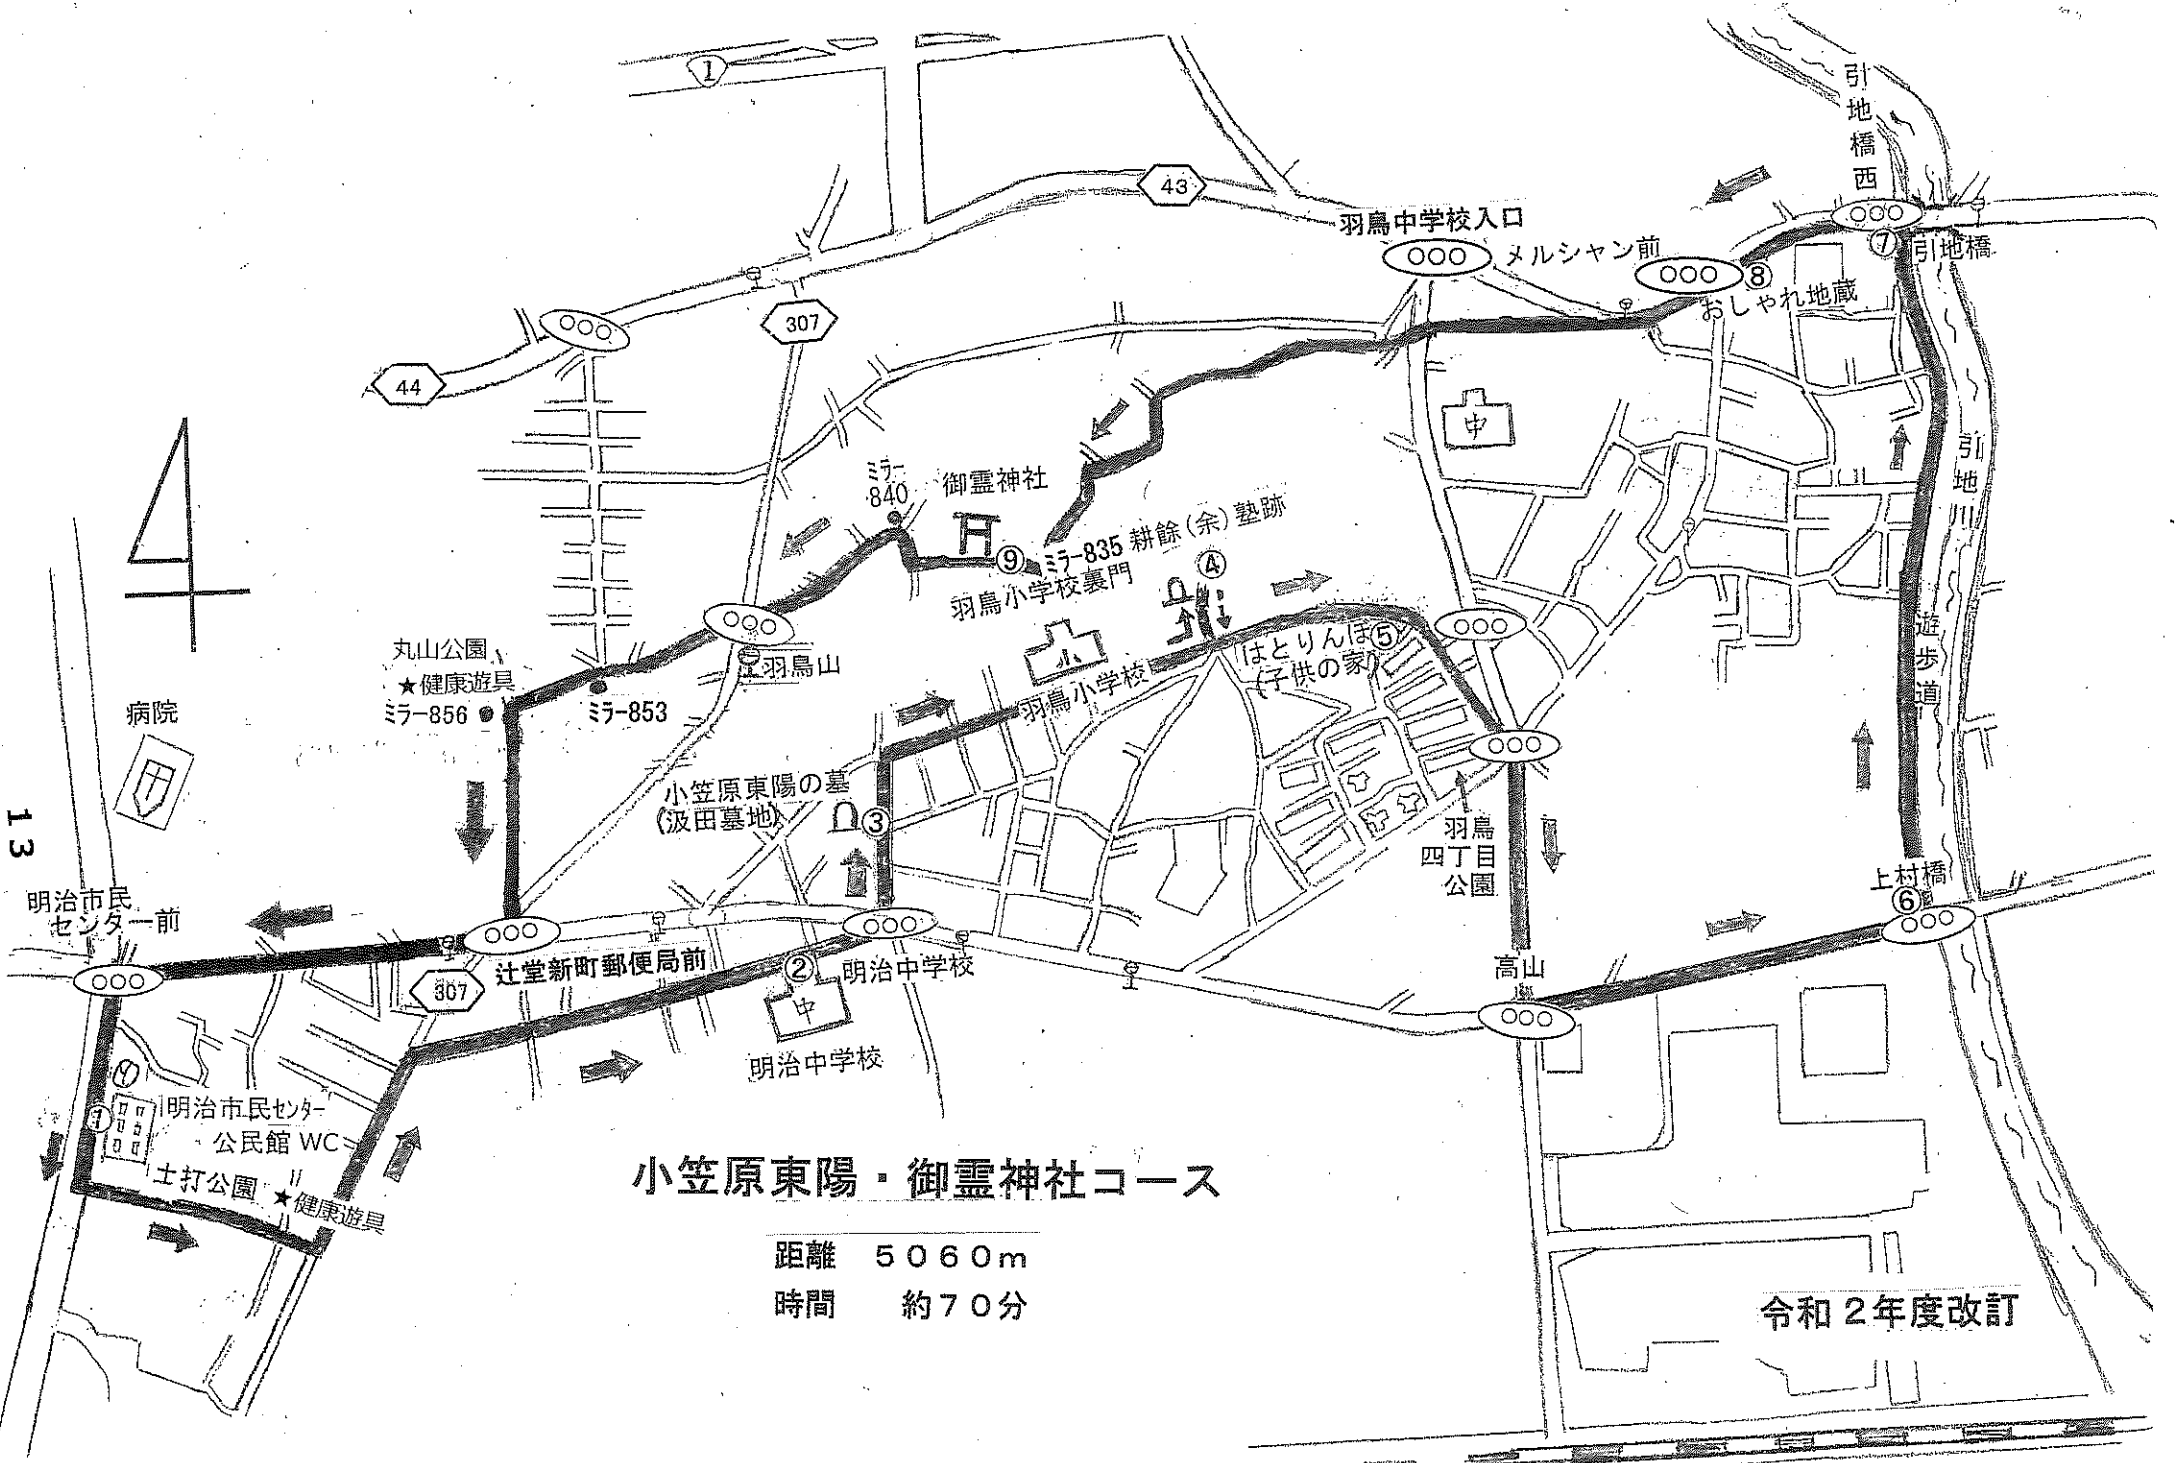 1
引地橋西
43
羽鳥中学校入口
メルシャン前
⑦
引地橋
⑧
おしゃれ地蔵
307
44
中
引地川
ミラー
840
御霊神社
⑨
ミラー835
耕餘(余)塾跡
④
羽鳥小学校裏門
遊歩道
丸山公園
★健康遊具
ミラー856
ミラー853
羽鳥山
小
羽鳥小学校
はとりんぼ
(子供の家)
⑤
病院
小笠原東陽の墓
(汲田墓地)
③
羽鳥
四丁目
公園
13
上村橋
⑥
明治市民
センター前
辻堂新町郵便局前
307
②
明治中学校
中
明治中学校
高山
①
明治市民センター
公民館 WC
土打公園
★健康遊具
小笠原東陽・御霊神社コース
距離 5060m
時間 約70分
令和2年度改訂